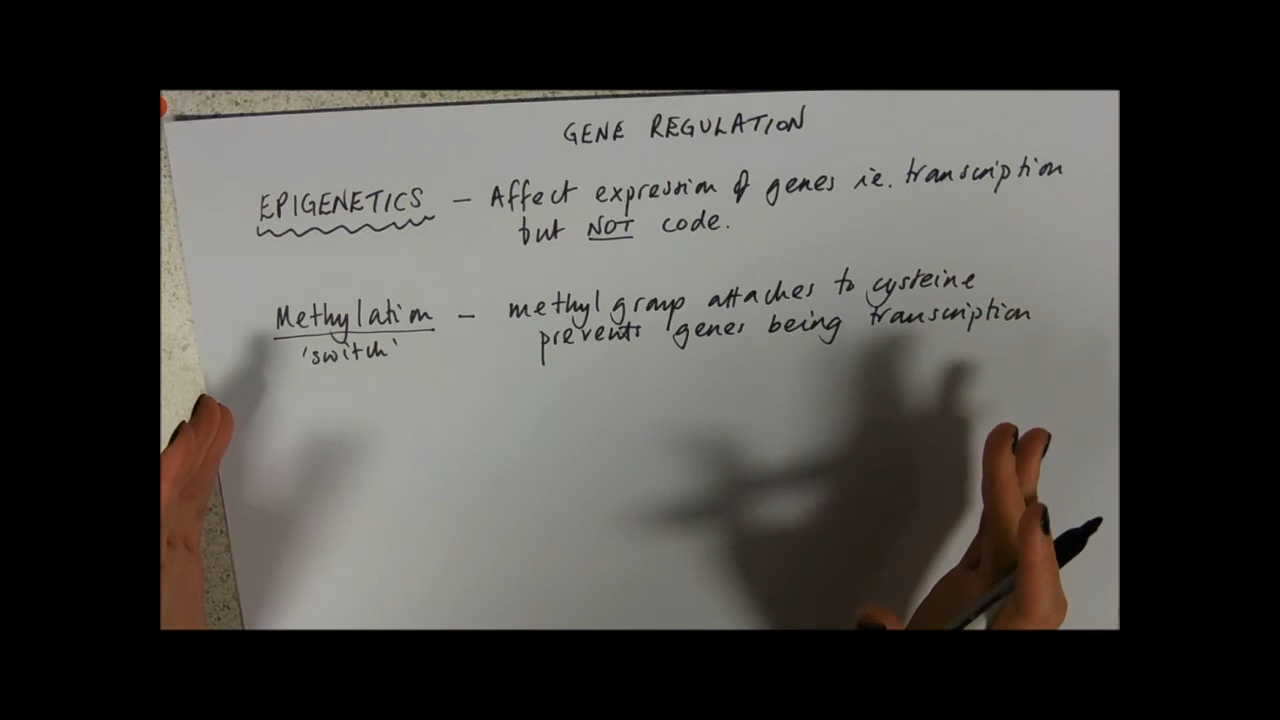 GENE REGULATION
EPIGENETICS – Affect expression of genes ie. transcription
but NOT code.
Methylation – methyl group attaches to cysteine
'switch' prevents genes being transcription